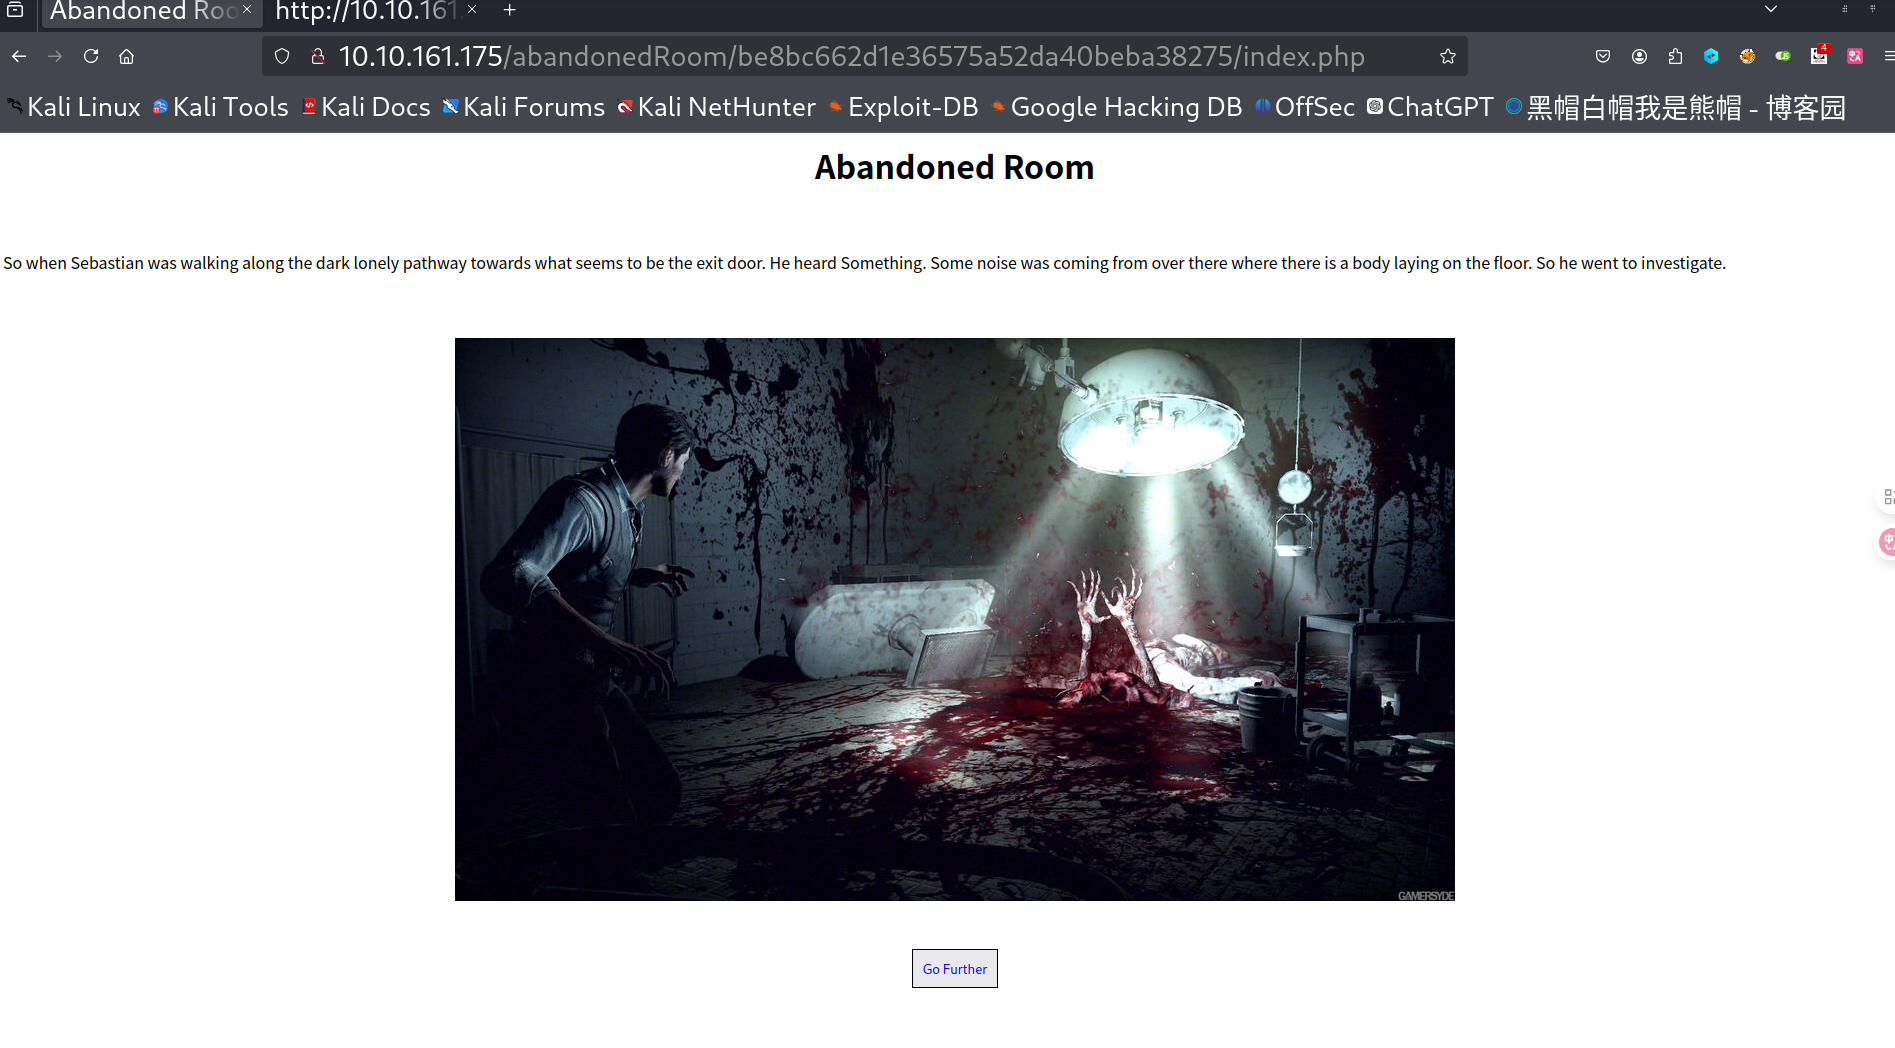 Abandoned Roo
http://10.10.161.
10.10.161.175/abandonedRoom/be8bc662d1e36575a52da40beba38275/index.php
4
Kali Linux Kali Tools Kali Docs Kali Forums Kali NetHunter Exploit-DB Google Hacking DB OffSec ChatGPT 黑帽白帽我是熊帽 - 博客园
Abandoned Room
So when Sebastian was walking along the dark lonely pathway towards what seems to be the exit door. He heard Something. Some noise was coming from over there where there is a body laying on the floor. So he went to investigate.
GAMERSYDE
Go Further